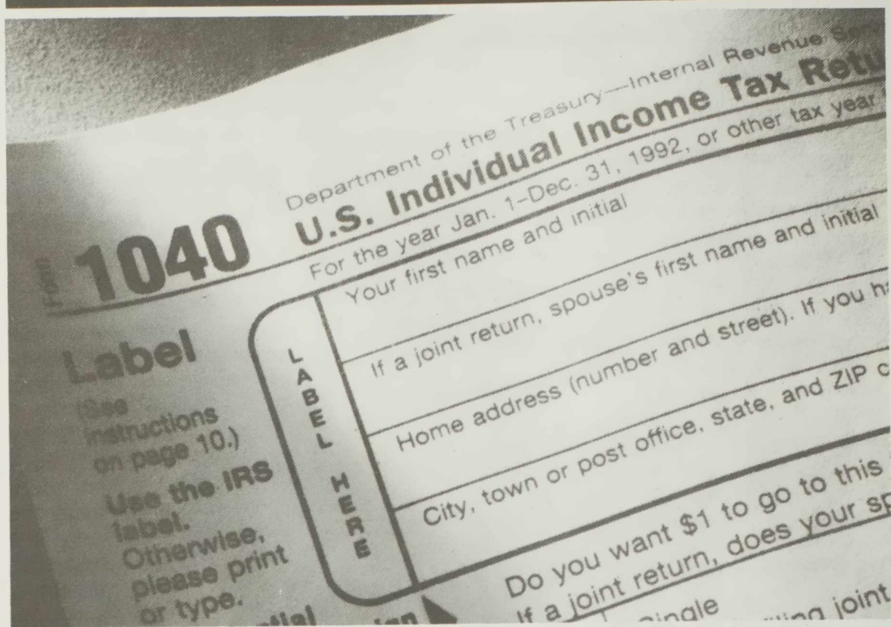 Department of the Treasury—Internal Revenue
Form 1040 U.S. Individual Income Tax
For the year Jan. 1–Dec. 31, 1992, or other tax year
Label
(See
instructions
on page 10.)
Use the IRS
label.
Otherwise,
please print
or type.
LABEL HERE
Your first name and initial
If a joint return, spouse's first name and initial
Home address (number and street). If you
City, town or post office, state, and ZIP
Do you want $1 to go to this
If a joint return, does your
Single
joint